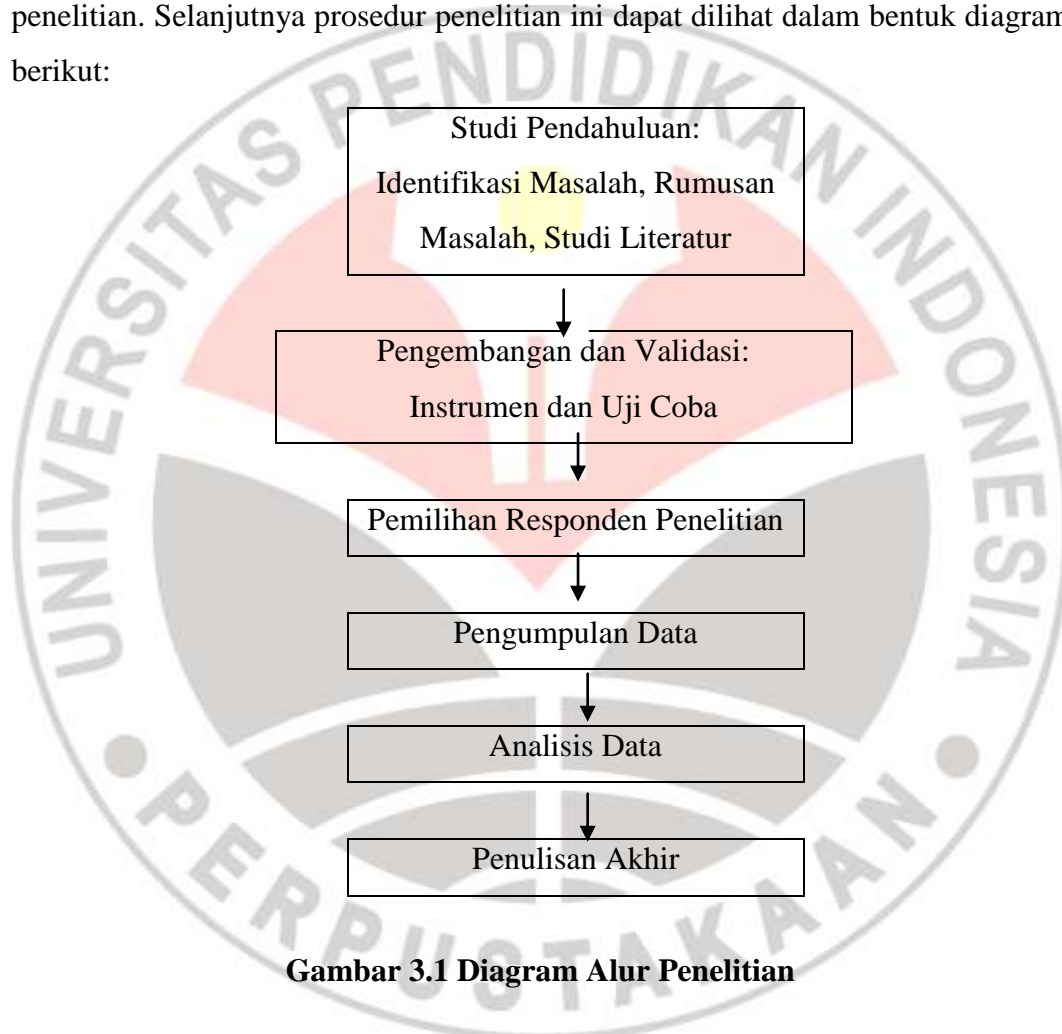 penelitian. Selanjutnya prosedur penelitian ini dapat dilihat dalam bentuk diagram
berikut:
UNIVERSITAS PENDIDIKAN INDONESIA
Studi Pendahuluan:
Identifikasi Masalah, Rumusan
Masalah, Studi Literatur
Pengembangan dan Validasi:
Instrumen dan Uji Coba
Pemilihan Responden Penelitian
Pengumpulan Data
Analisis Data
Penulisan Akhir
PERPUSTAKAAN
Gambar 3.1 Diagram Alur Penelitian